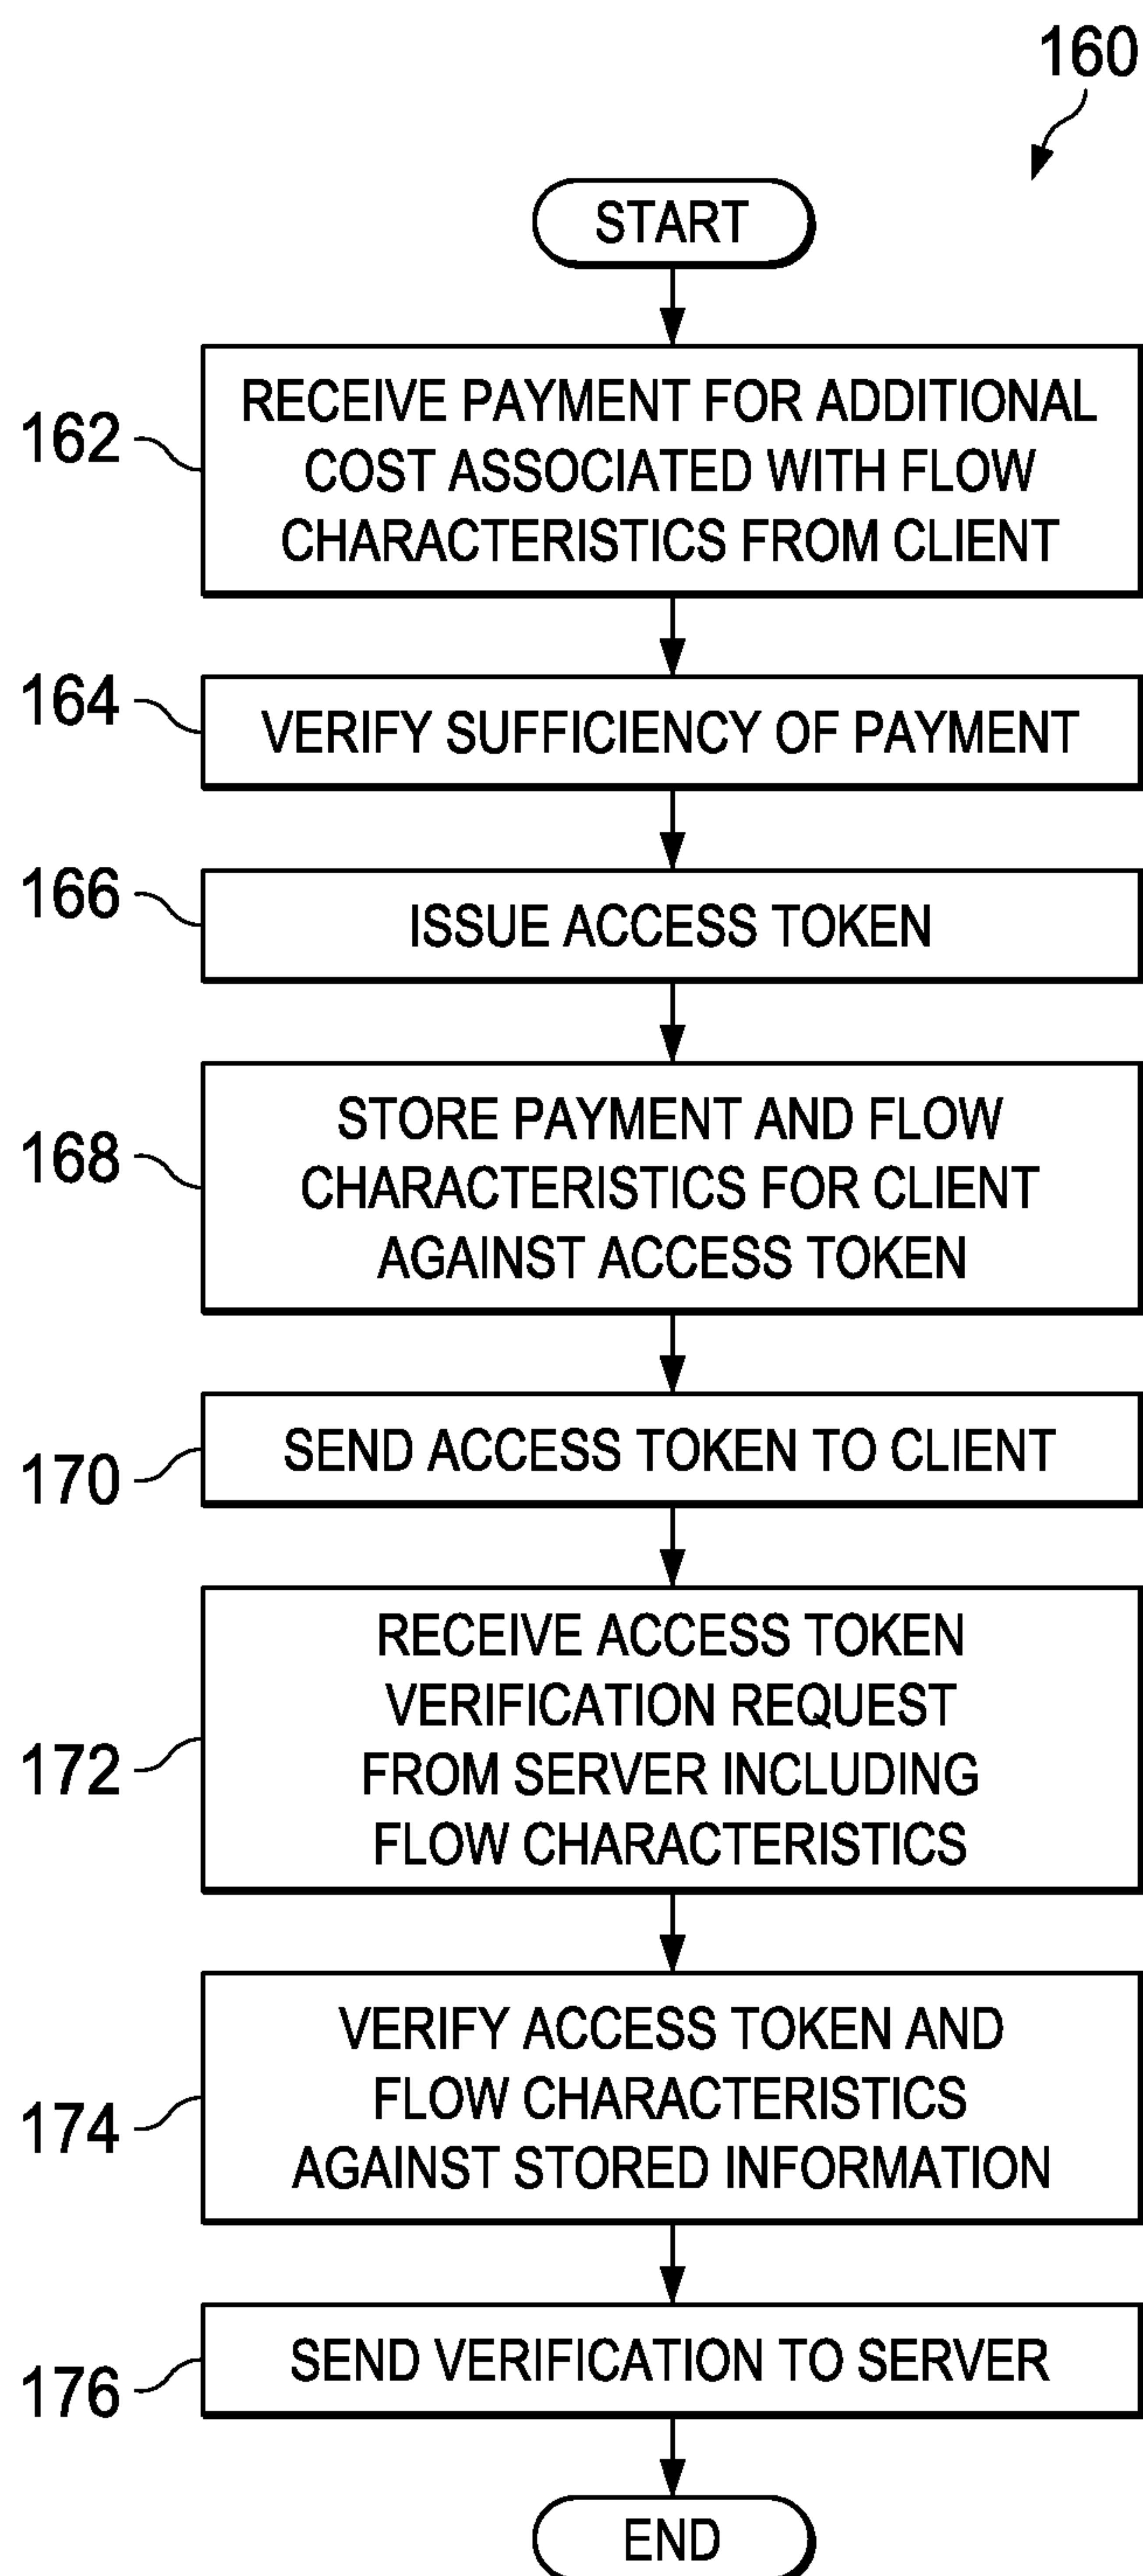 160
START
162
RECEIVE PAYMENT FOR ADDITIONAL
COST ASSOCIATED WITH FLOW
CHARACTERISTICS FROM CLIENT
164
VERIFY SUFFICIENCY OF PAYMENT
166
ISSUE ACCESS TOKEN
168
STORE PAYMENT AND FLOW
CHARACTERISTICS FOR CLIENT
AGAINST ACCESS TOKEN
170
SEND ACCESS TOKEN TO CLIENT
172
RECEIVE ACCESS TOKEN
VERIFICATION REQUEST
FROM SERVER INCLUDING
FLOW CHARACTERISTICS
174
VERIFY ACCESS TOKEN AND
FLOW CHARACTERISTICS
AGAINST STORED INFORMATION
176
SEND VERIFICATION TO SERVER
END